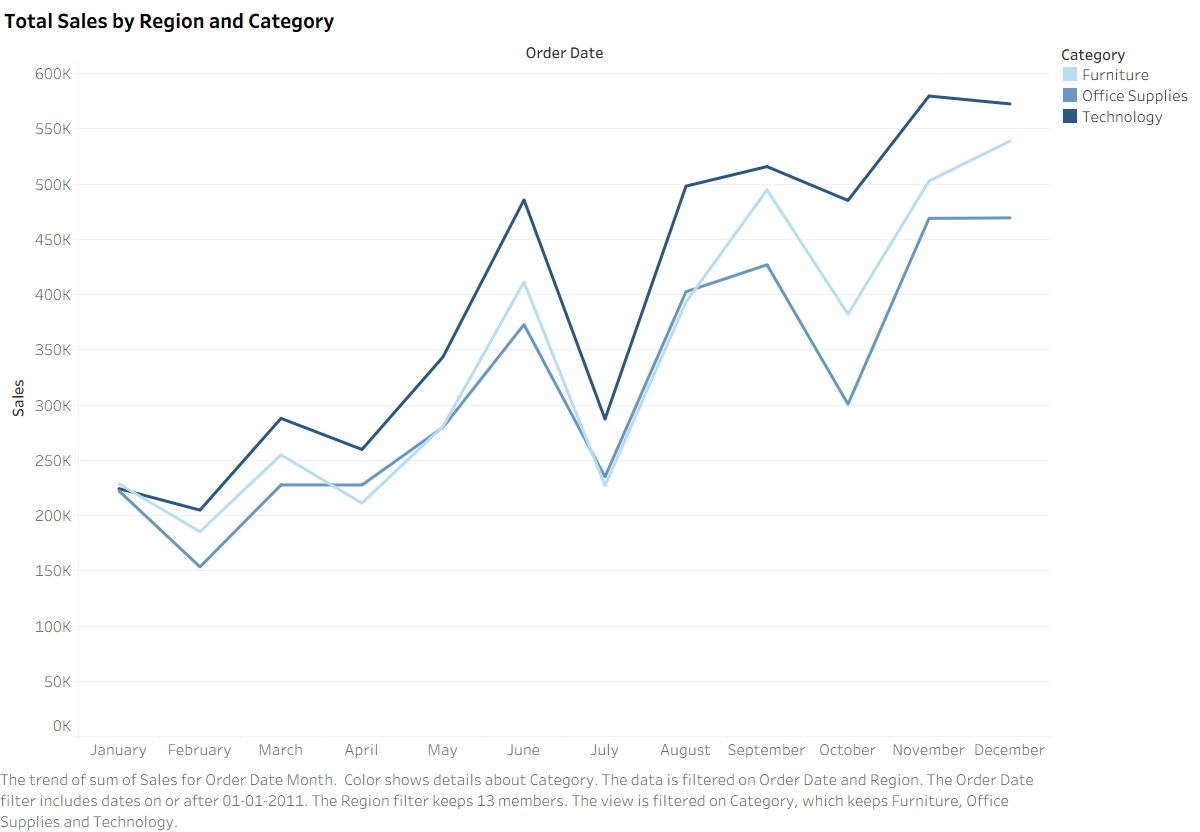 Total Sales by Region and Category
Order Date
Category
Furniture
Office Supplies
Technology
600K
550K
500K
450K
400K
350K
300K
250K
200K
150K
100K
50K
0K
Sales
January February March April May June July August September October November December
The trend of sum of Sales for Order Date Month.  Color shows details about Category. The data is filtered on Order Date and Region. The Order Date
filter includes dates on or after 01-01-2011. The Region filter keeps 13 members. The view is filtered on Category, which keeps Furniture, Office
Supplies and Technology.